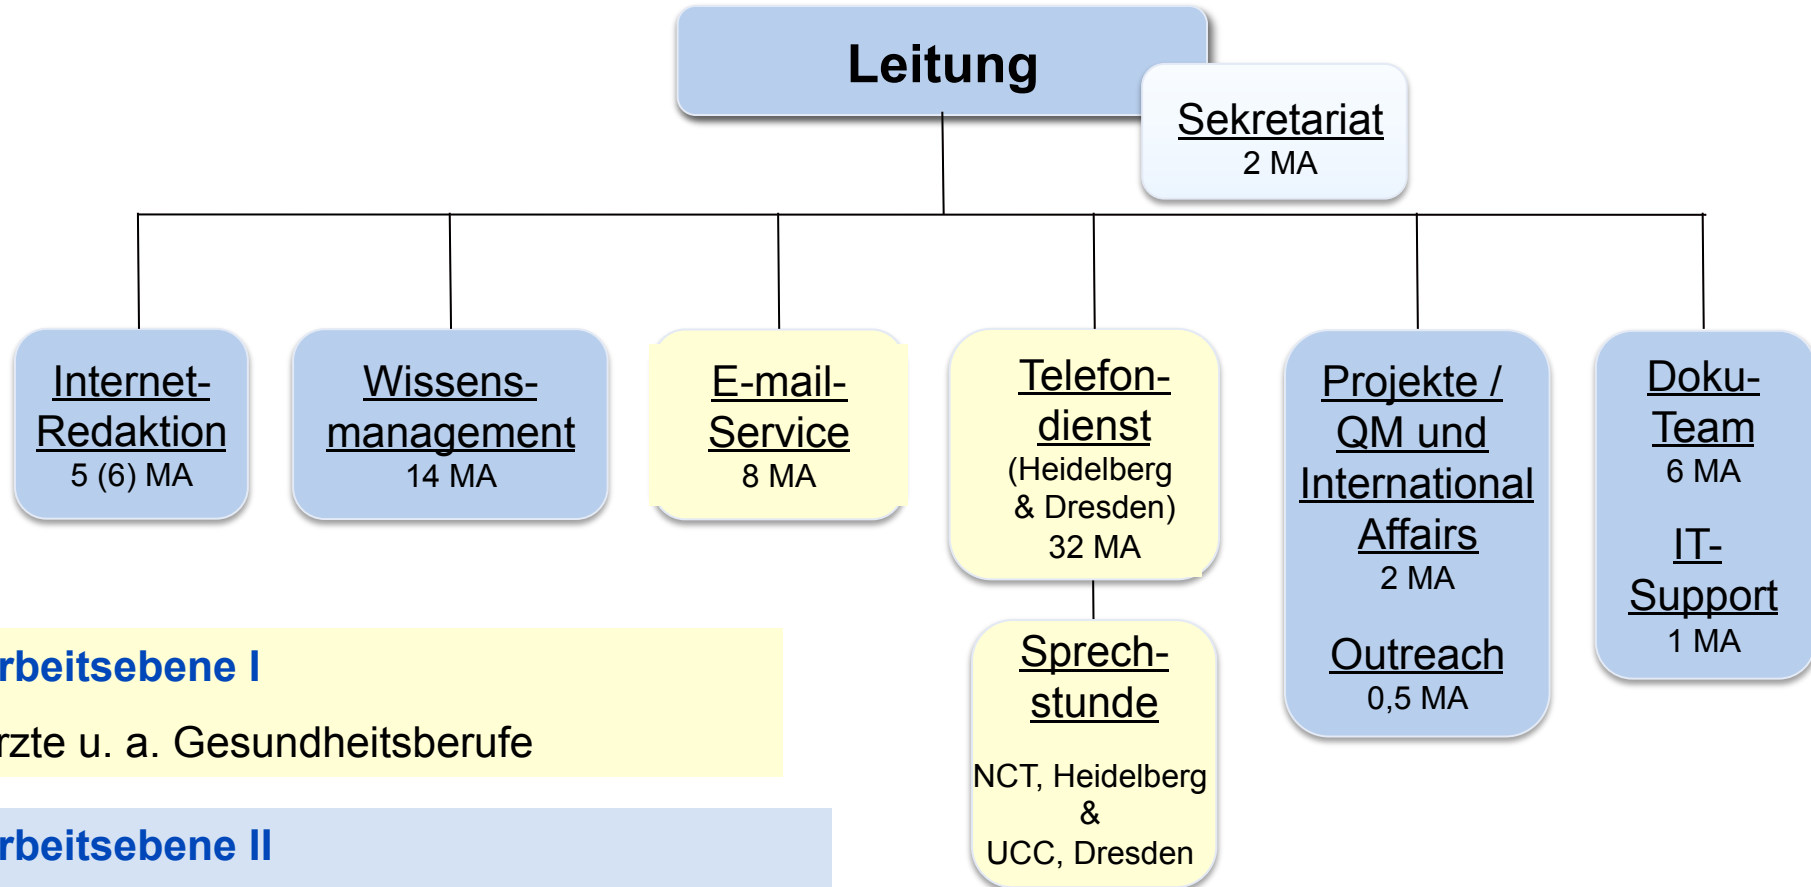 Leitung
Sekretariat
2 MA
Internet-
Redaktion
5 (6) MA
Wissens-
management
14 MA
E-mail-
Service
8 MA
Telefon-
dienst
(Heidelberg
& Dresden)
32 MA
Sprech-
stunde
NCT, Heidelberg
&
UCC, Dresden
Projekte /
QM und
International
Affairs
2 MA
Outreach
0,5 MA
Doku-
Team
6 MA
IT-
Support
1 MA
rbeitsebene I
rzte u. a. Gesundheitsberufe
rbeitsebene II